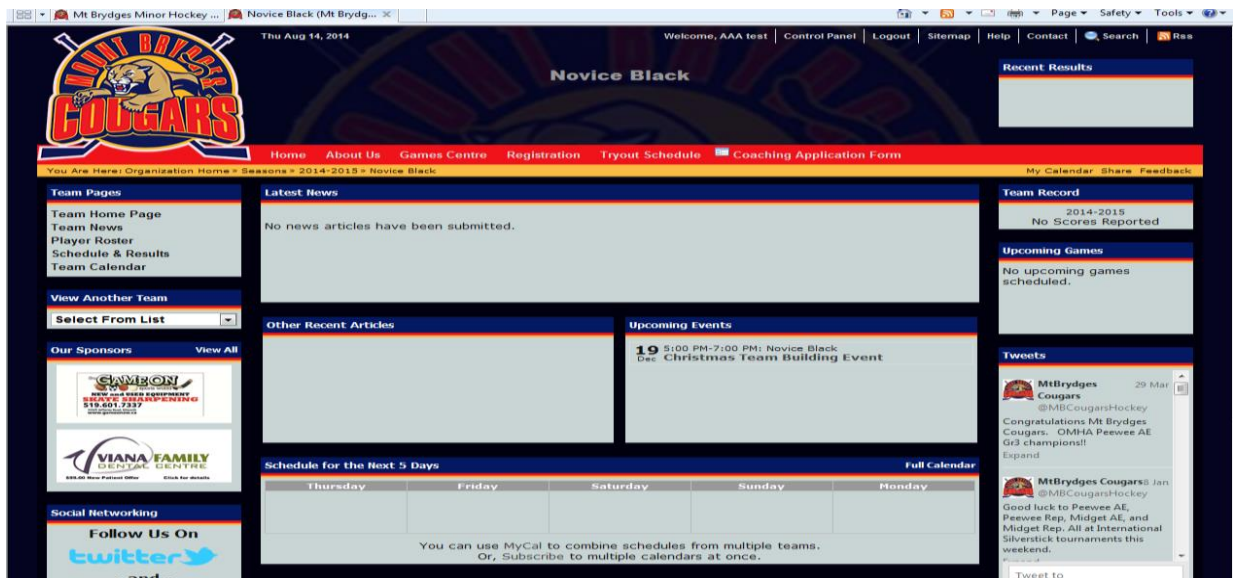 Mt Brydges Minor Hockey ...
Novice Black (Mt Brydg...
Page
Safety
Tools
MOUNT BRYDGES
COUGARS
Thu Aug 14, 2014
Welcome, AAA test
Control Panel
Logout
Sitemap
Help
Contact
Search
Rss
Novice Black
Recent Results
Home
About Us
Games Centre
Registration
Tryout Schedule
Coaching Application Form
You Are Here: Organization Home » Seasons » 2014-2015 » Novice Black
My Calendar Share Feedback
Team Pages
Team Home Page
Team News
Player Roster
Schedule & Results
Team Calendar
View Another Team
Select From List
Our Sponsors
View All
GAME ON
NEW and USED EQUIPMENT
SKATE SHARPENING
519.601.7337
VIANA FAMILY
DENTAL CENTRE
$89.00 New Patient Offer
Click for details
Social Networking
Follow Us On
twitter
and
Latest News
No news articles have been submitted.
Other Recent Articles
Upcoming Events
19 Dec
5:00 PM-7:00 PM: Novice Black
Christmas Team Building Event
Schedule for the Next 5 Days
Full Calendar
Thursday
Friday
Saturday
Sunday
Monday
You can use MyCal to combine schedules from multiple teams.
Or, Subscribe to multiple calendars at once.
Team Record
2014-2015
No Scores Reported
Upcoming Games
No upcoming games
scheduled.
Tweets
MtBrydges
29 Mar
Cougars
@MBCougarsHockey
Congratulations Mt Brydges
Cougars. OMHA Peewee AE
Gr3 champions!!
Expand
MtBrydges Cougars
8 Jan
@MBCougarsHockey
Good luck to Peewee AE,
Peewee Rep, Midget AE, and
Midget Rep. All at International
Silverstick tournaments this
weekend.
Expand
Tweet to